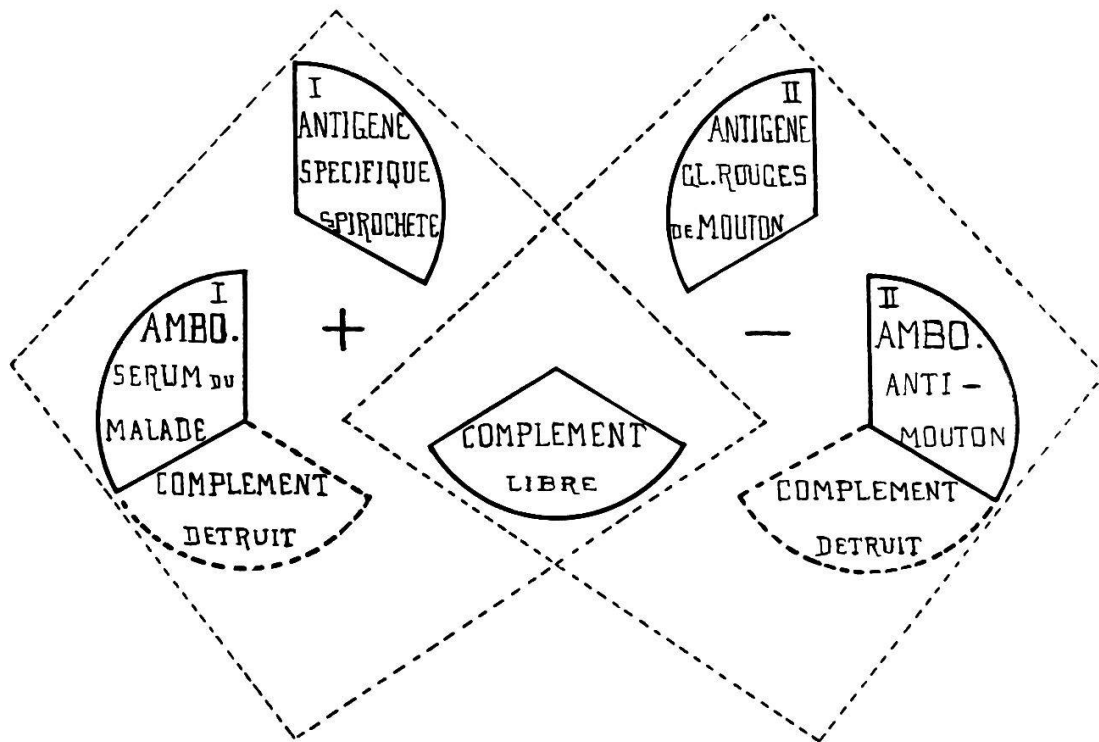 I
ANTIGENE
SPECIFIQUE
SPIROCHETE
II
ANTIGENE
GL. ROUGES
DE MOUTON
I
AMBO.
SERUM DU
MALADE
COMPLEMENT
DETRUIT
+
COMPLEMENT
LIBRE
-
II
AMBO.
ANTI-
MOUTON
COMPLEMENT
DETRUIT